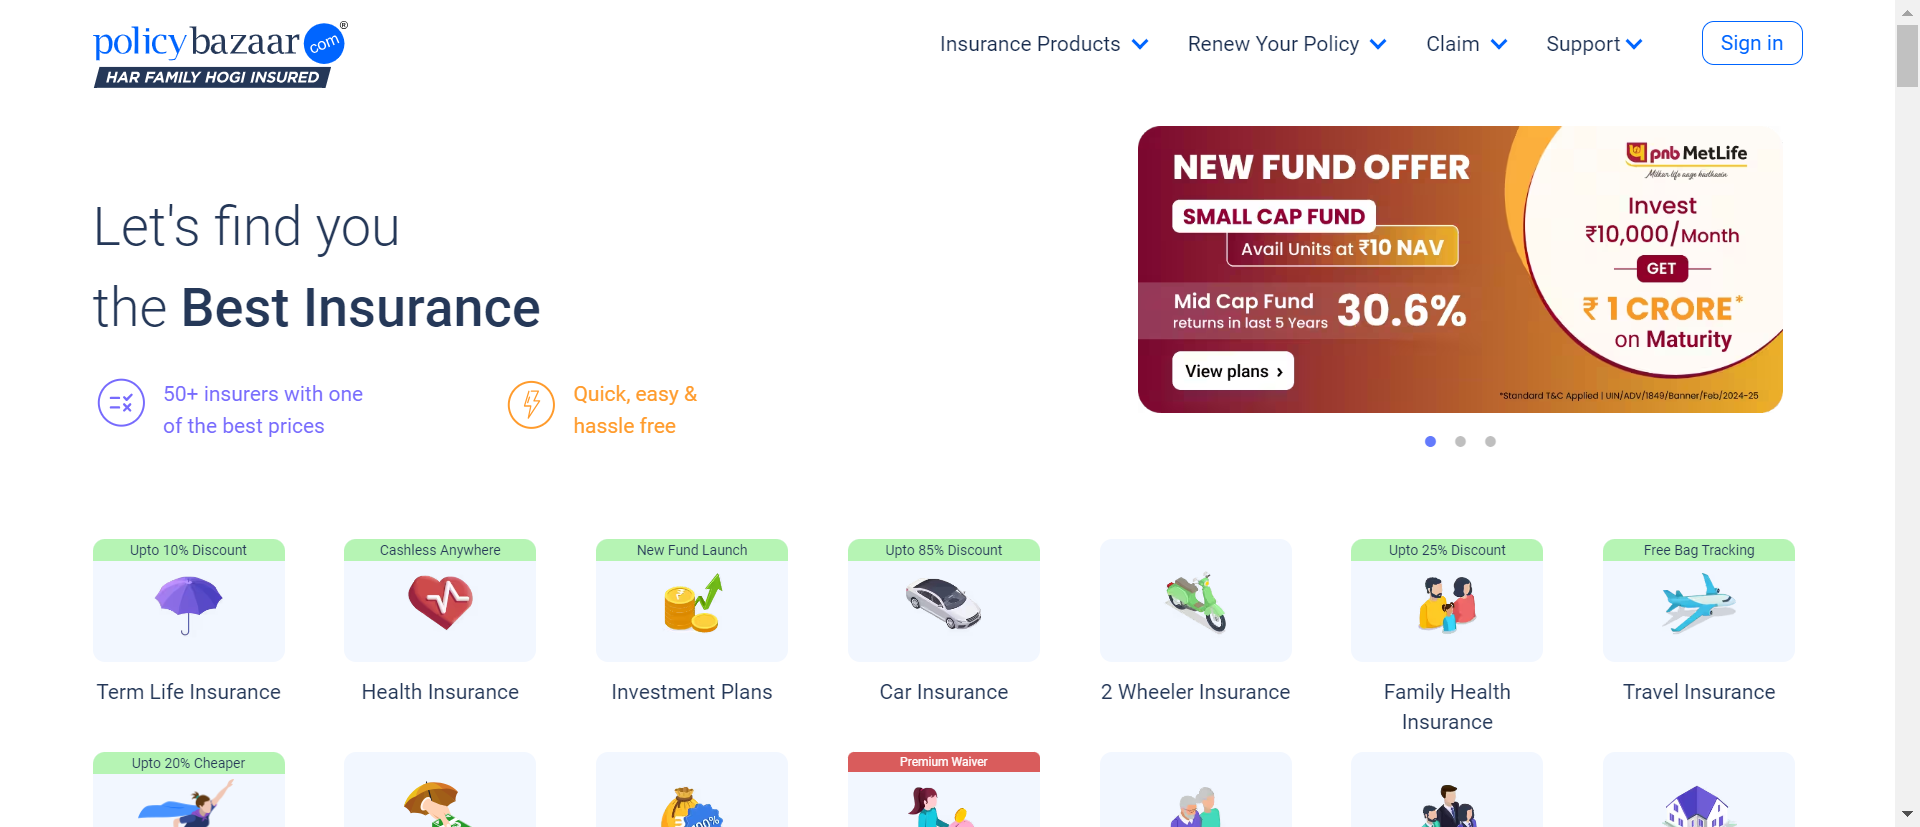 policybazaar com ®
HAR FAMILY HOGI INSURED
Insurance Products
Renew Your Policy
Claim
Support
Sign in
Let's find you
the Best Insurance
50+ insurers with one
of the best prices
Quick, easy &
hassle free
NEW FUND OFFER
SMALL CAP FUND
Avail Units at ₹10 NAV
Mid Cap Fund
returns in last 5 Years
30.6%
View plans ›
pnb MetLife
Milkar life aage badhaein
Invest
₹10,000/Month
GET
₹ 1 CRORE*
on Maturity
*Standard T&C Applied | UIN/ADV/1849/Banner/Feb/2024-25
Upto 10% Discount
Cashless Anywhere
New Fund Launch
Upto 85% Discount
Upto 25% Discount
Free Bag Tracking
Term Life Insurance
Health Insurance
Investment Plans
Car Insurance
2 Wheeler Insurance
Family Health
Insurance
Travel Insurance
Upto 20% Cheaper
Premium Waiver
100%